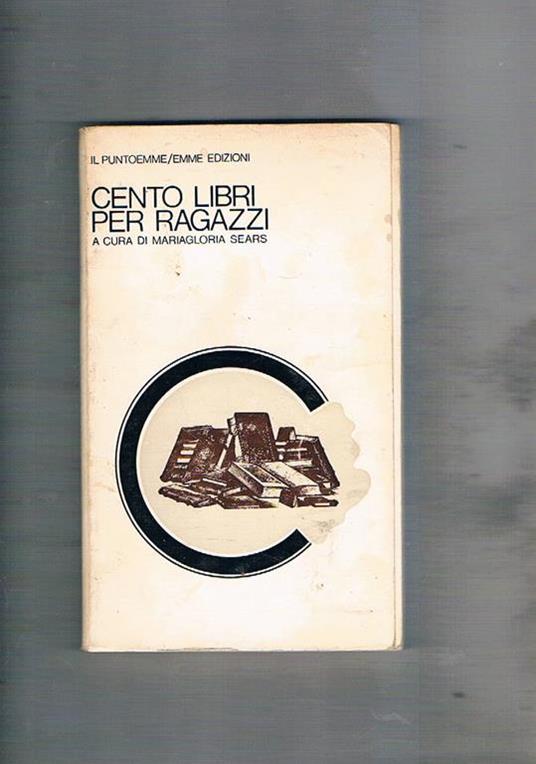 IL PUNTOEMME/EMME EDIZIONI
CENTO LIBRI
PER RAGAZZI
A CURA DI MARIAGLORIA SEARS